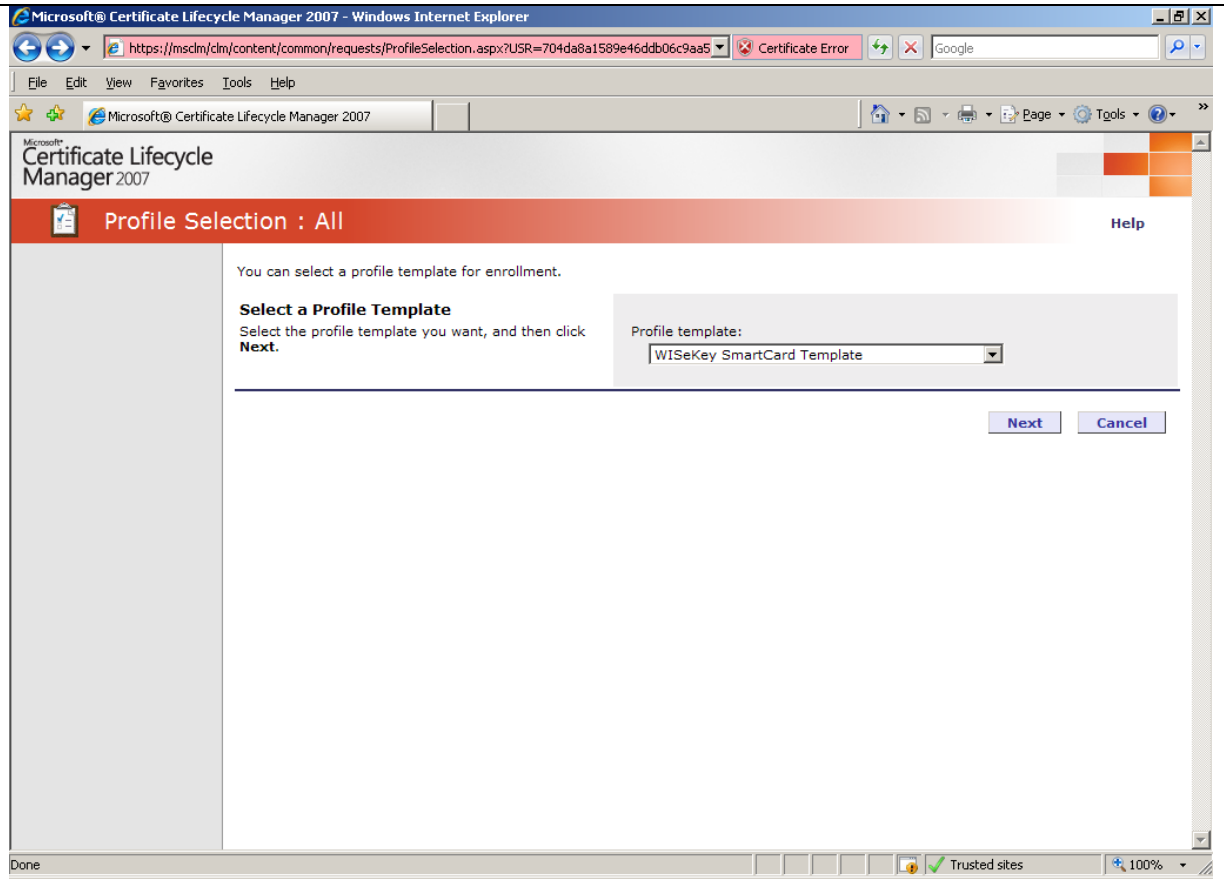 Microsoft® Certificate Lifecycle Manager 2007 - Windows Internet Explorer
https://msclm/clm/content/common/requests/ProfileSelection.aspx?USR=704da8a1589e46ddb06c9aa5
Certificate Error
Google
File Edit View Favorites Tools Help
Microsoft® Certificate Lifecycle Manager 2007
Page Tools »
Microsoft®
Certificate Lifecycle
Manager 2007
Profile Selection : All
Help
You can select a profile template for enrollment.
Select a Profile Template
Select the profile template you want, and then click
Next.
Profile template:
WISeKey SmartCard Template
Next Cancel
Done
Trusted sites
100%